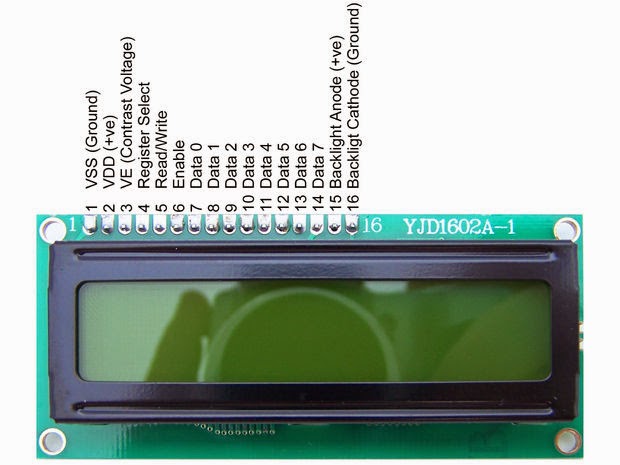 1 VSS (Ground)
2 VDD (+ve)
3 VE (Contrast Voltage)
4 Register Select
5 Read/Write
6 Enable
7 Data 0
8 Data 1
9 Data 2
10 Data 3
11 Data 4
12 Data 5
13 Data 6
14 Data 7
15 Backlight Anode (+ve)
16 Backligt Cathode (Ground)
1
16
YJD1602A-1
B